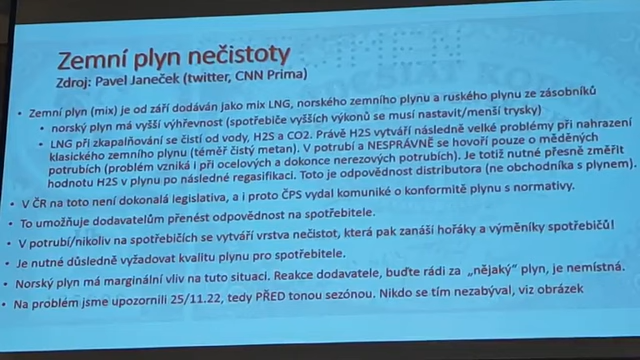 Zemní plyn nečistoty
Zdroj: Pavel Janeček (twitter, CNN Prima)
• Zemní plyn (mix) je od září dodáván jako mix LNG, norského zemního plynu a ruského plynu ze zásobníků
• norský plyn má vyšší výhřevnost (spotřebiče vyšších výkonů se musí nastavit/menší trysky)
• LNG při zkapalňování se čistí od vody, H2S a CO2. Právě H2S vytváří následně velké problémy při nahrazení
klasického zemního plynu (téměř čistý metan). V potrubí a NESPRÁVNĚ se hovoří pouze o měděných
potrubích (problém vzniká i při ocelových a dokonce nerezových potrubích). Je totiž nutné přesně změřit
hodnotu H2S v plynu po následné regasifikaci. Toto je odpovědnost distributora (ne obchodníka s plynem).
• V ČR na toto není dokonalá legislativa, a i proto ČPS vydal komuniké o konformitě plynu s normativy.
• To umožňuje dodavatelům přenést odpovědnost na spotřebitele.
• V potrubí/nikoliv na spotřebičích se vytváří vrstva nečistot, která pak zanáší hořáky a výměníky spotřebičů!
• Je nutné důsledně vyžadovat kvalitu plynu pro spotřebitele.
• Norský plyn má marginální vliv na tuto situaci. Reakce dodavatele, buďte rádi za „nějaký“ plyn, je nemístná.
• Na problém jsme upozornili 25/11.22, tedy PŘED tonou sezónou. Nikdo se tím nezabýval, viz obrázek